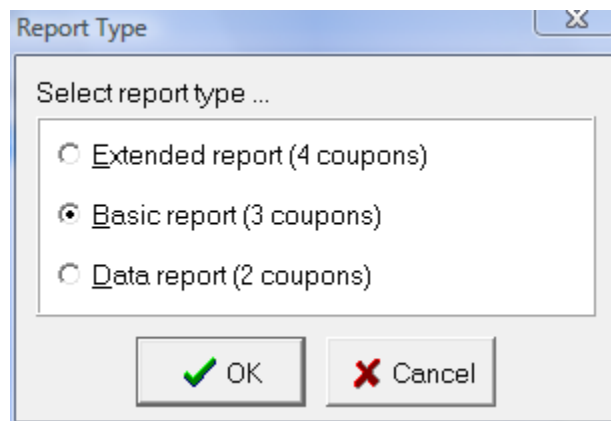 Report Type
Select report type ...
Extended report (4 coupons)
Basic report (3 coupons)
Data report (2 coupons)
OK Cancel